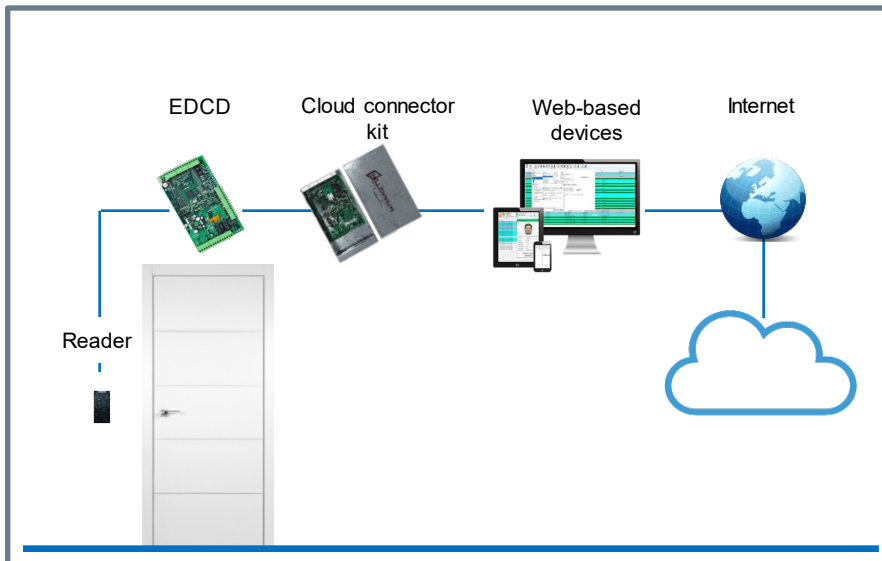 EDCD
Cloud connector
kit
Web-based
devices
Internet
Reader